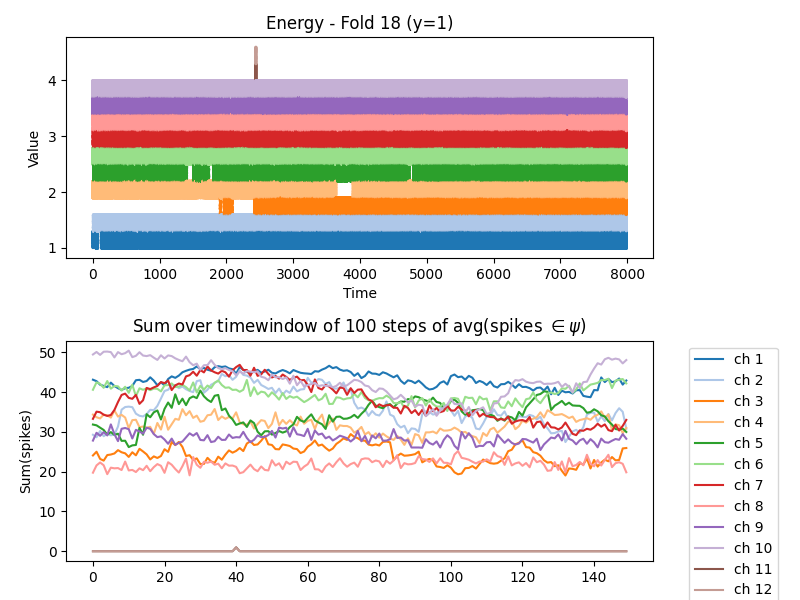 Energy - Fold 18 (y=1)
Value
4
3
2
1
0 1000 2000 3000 4000 5000 6000 7000 8000
Time
Sum over timewindow of 100 steps of avg(spikes ∈ ψ)
Sum(spikes)
50
40
30
20
10
0
0 20 40 60 80 100 120 140
ch 1
ch 2
ch 3
ch 4
ch 5
ch 6
ch 7
ch 8
ch 9
ch 10
ch 11
ch 12